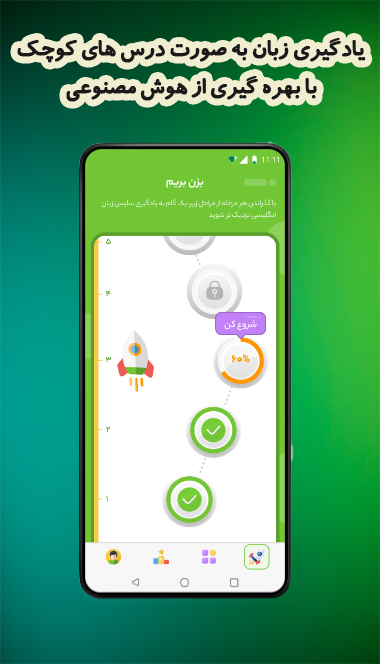 یادگیری زبان به صورت درس های کوچک
با بهره گیری از هوش مصنوعی
11:11
بزن بریم
با گذراندن هر مرحله از مراحل زیر، یک گام به یادگیری سلیس زبان
انگلیسی نزدیک تر شوید
۵
۴
شروع کن
۶۰%
۳
۲
۱